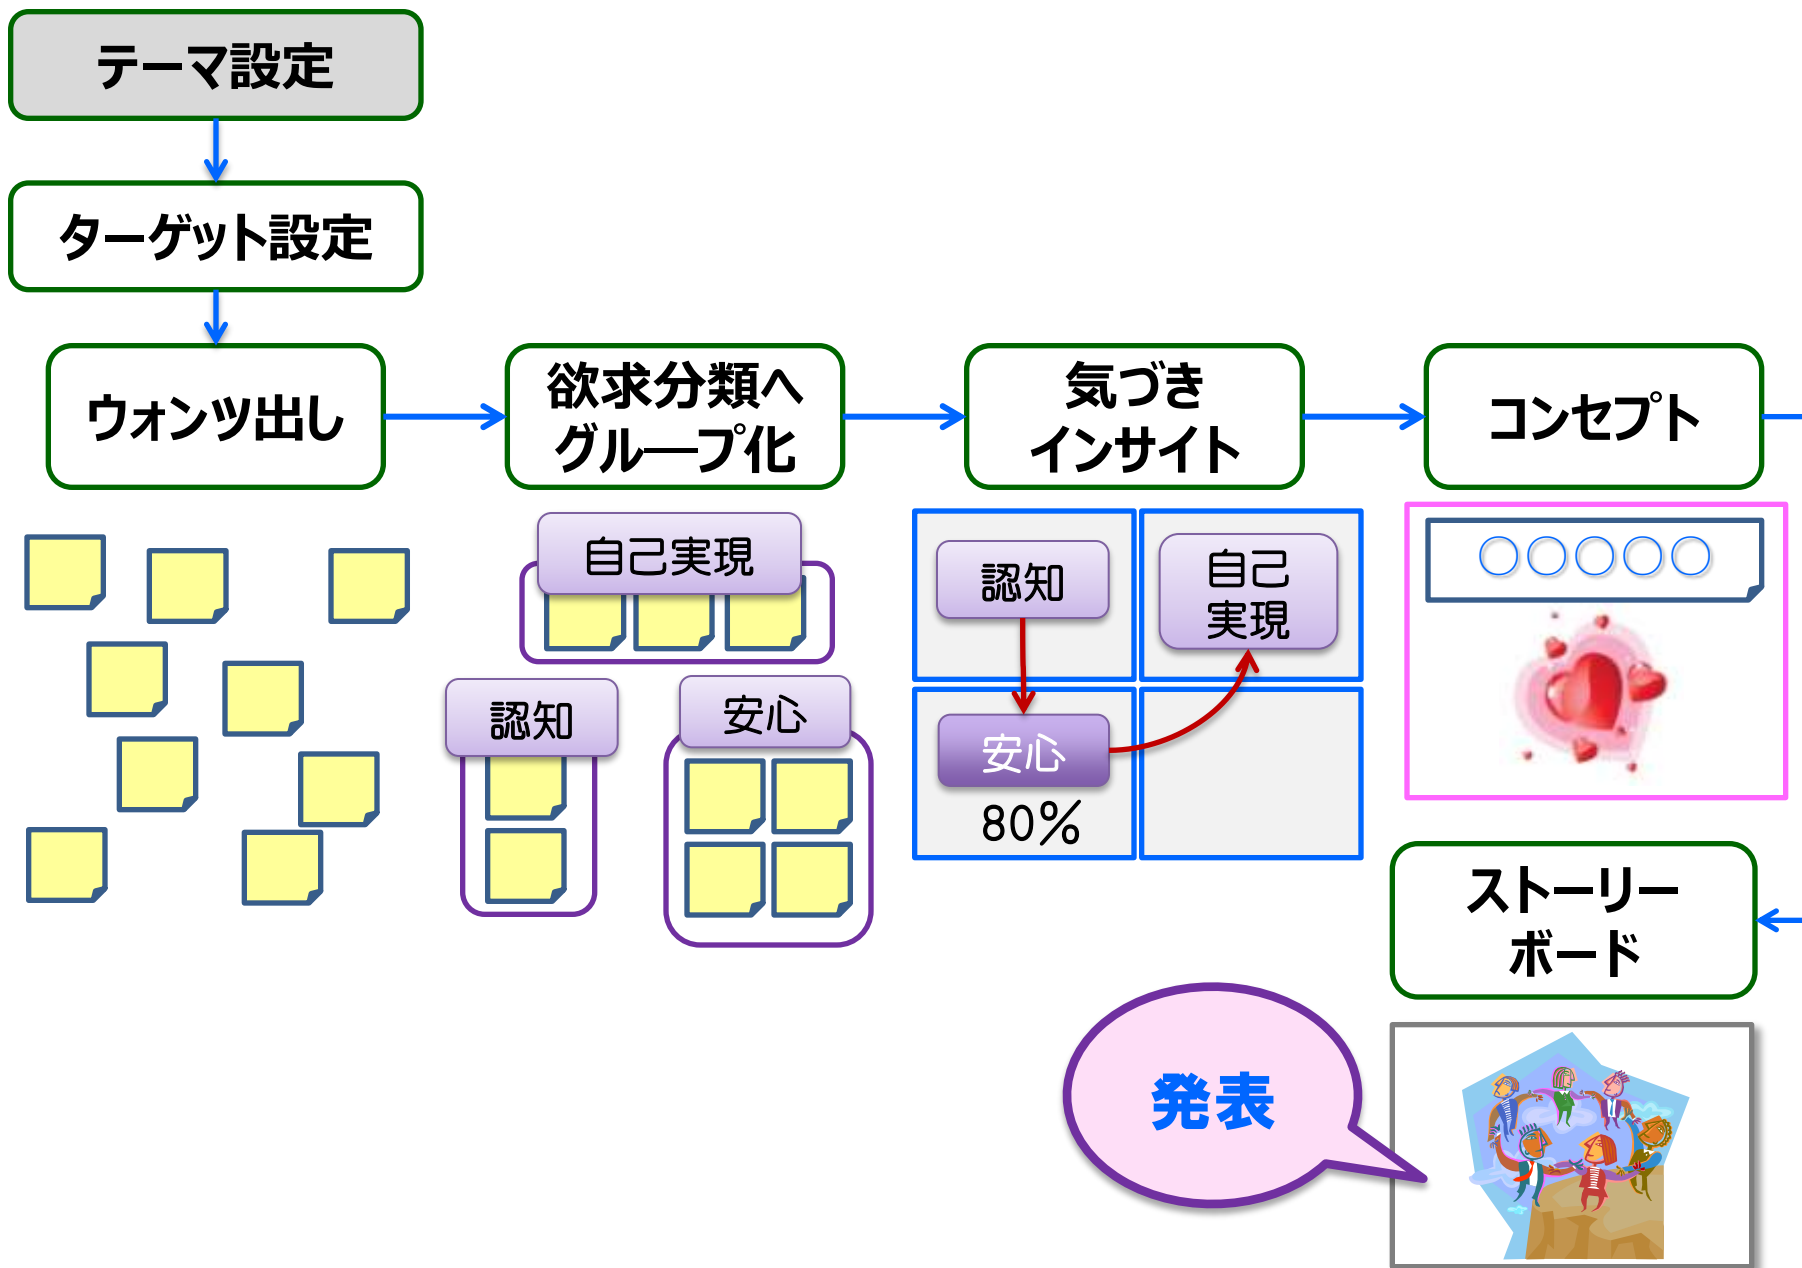 テーマ設定
ターゲット設定
ウォンツ出し
欲求分類へ
グループ化
気づき
インサイト
コンセプト
自己実現
認知
安心
認知
自己
実現
安心
80%
〇〇〇〇〇
ストーリー
ボード
発表